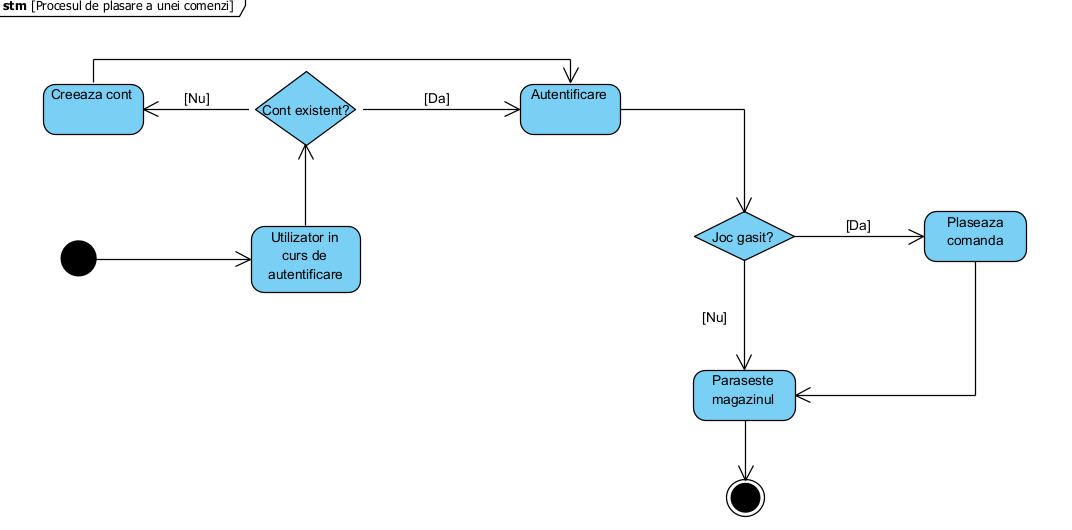 stm [Procesul de plasare a unei comenzi]
Creeaza cont
[Nu]
Cont existent?
[Da]
Autentificare
Utilizator in
curs de
autentificare
Joc gasit?
[Da]
Plaseaza
comanda
[Nu]
Paraseste
magazinul